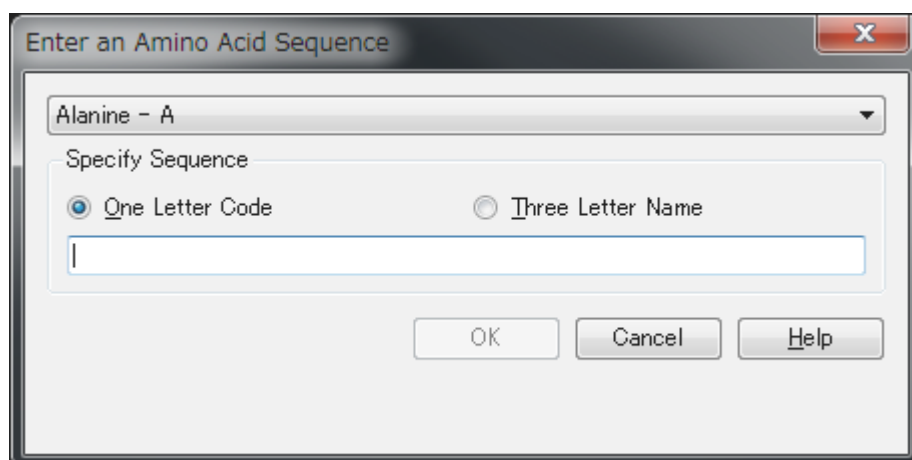 Enter an Amino Acid Sequence
Alanine - A
Specify Sequence
One Letter Code Three Letter Name
OK Cancel Help